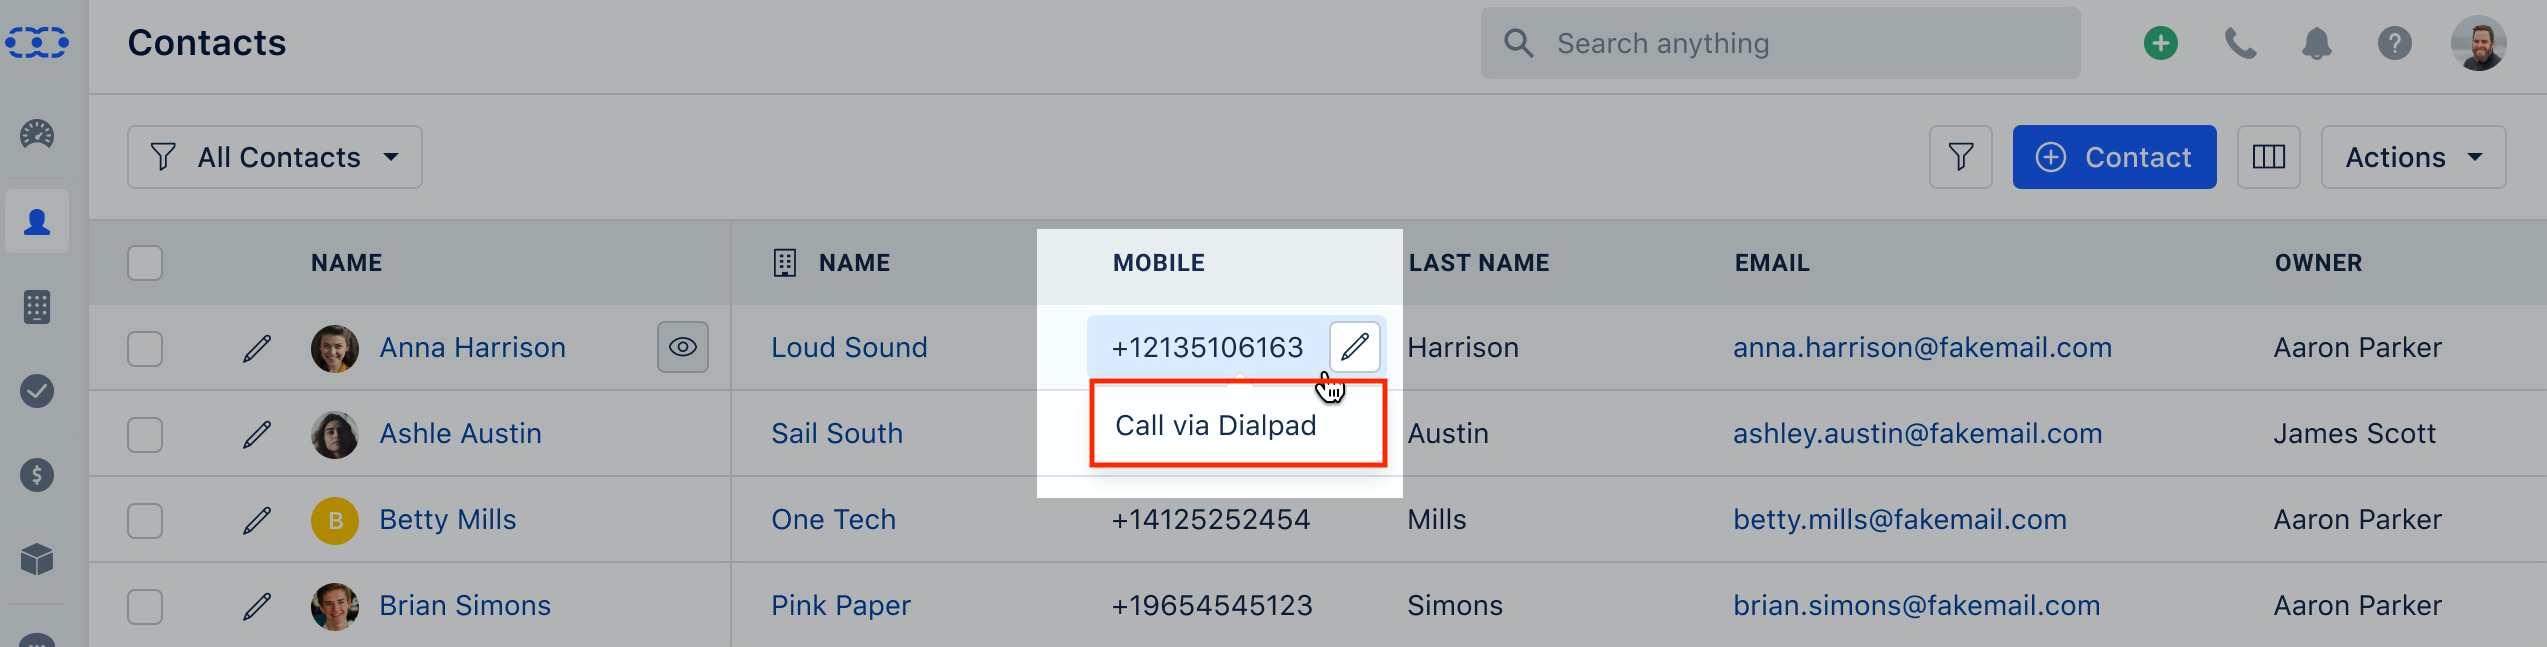 Contacts
Search anything
All Contacts
Contact
Actions
NAME NAME MOBILE LAST NAME EMAIL OWNER
Anna Harrison Loud Sound +12135106163 Harrison anna.harrison@fakemail.com Aaron Parker
Call via Dialpad
Ashle Austin Sail South Austin ashley.austin@fakemail.com James Scott
B Betty Mills One Tech +14125252454 Mills betty.mills@fakemail.com Aaron Parker
Brian Simons Pink Paper +19654545123 Simons brian.simons@fakemail.com Aaron Parker